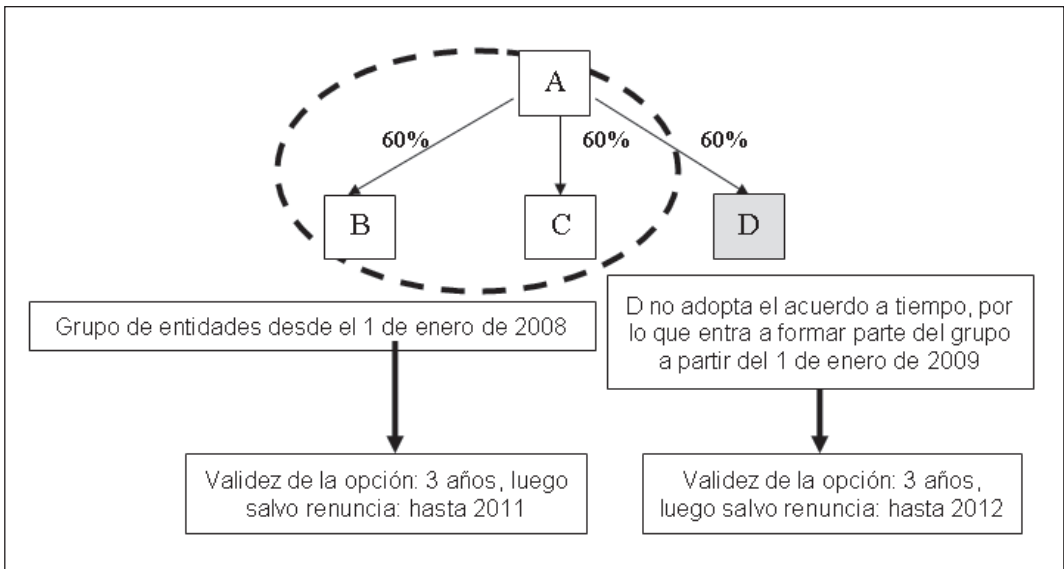 A
60%
60%
60%
B
C
D
Grupo de entidades desde el 1 de enero de 2008
D no adopta el acuerdo a tiempo, por
lo que entra a formar parte del grupo
a partir del 1 de enero de 2009
Validez de la opción: 3 años, luego
salvo renuncia: hasta 2011
Validez de la opción: 3 años,
luego salvo renuncia: hasta 2012